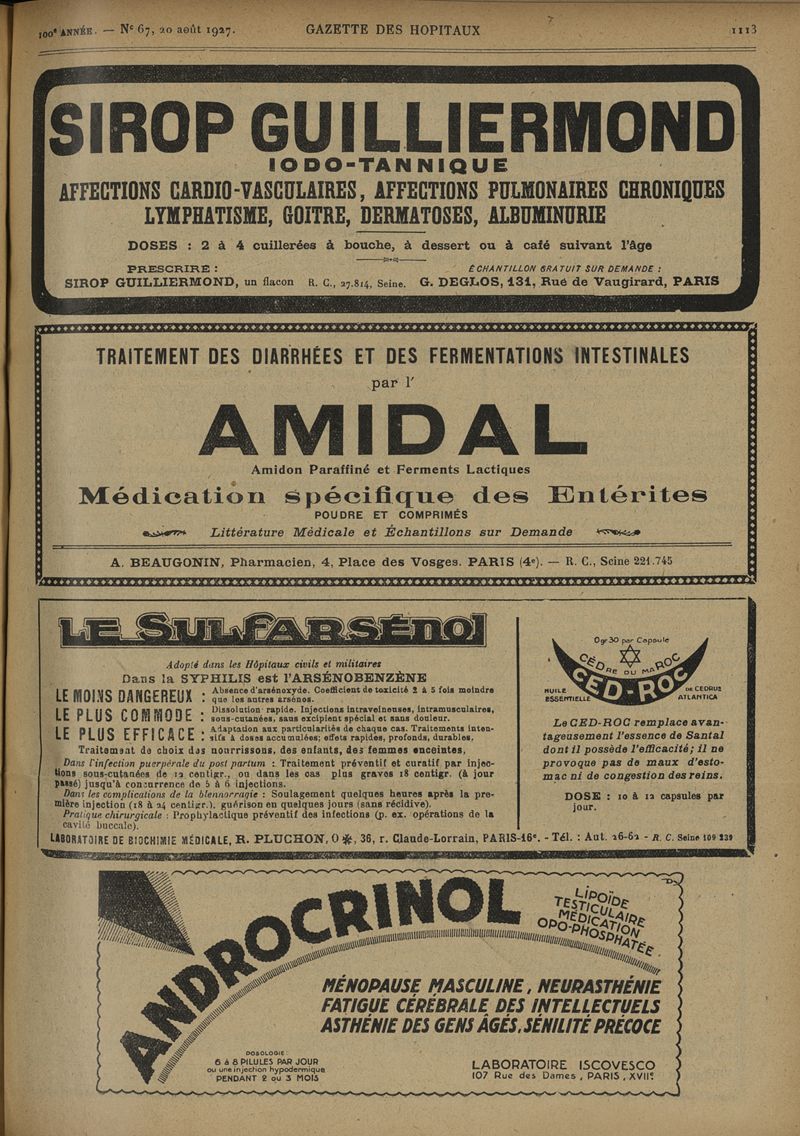 100e ANNÉE. — No 67, 20 août 1927.
GAZETTE DES HOPITAUX
1113
SIROP GUILLIERMOND
IODO-TANNIQUE
AFFECTIONS CARDIO-VASCULAIRES, AFFECTIONS PULMONAIRES CHRONIQUES
LYMPHATISME, GOITRE, DERMATOSES, ALBUMINURIE
DOSES : 2 à 4 cuillerées à bouche, à dessert ou à café suivant l'âge
PRESCRIRE :
SIROP GUILLIERMOND, un flacon
R. C., 27.814, Seine.
ÉCHANTILLON GRATUIT SUR DEMANDE :
G. DEGLOS, 131, Rue de Vaugirard, PARIS
TRAITEMENT DES DIARRHÉES ET DES FERMENTATIONS INTESTINALES
par l'
AMIDAL
Amidon Paraffiné et Ferments Lactiques
Médication spécifique des Entérites
POUDRE ET COMPRIMÉS
Littérature Médicale et Échantillons sur Demande
A. BEAUGONIN, Pharmacien, 4, Place des Vosges. PARIS (4e). — R. C., Seine 221.745
LE SULFARSÉNOL
Adopté dans les Hôpitaux civils et militaires
Dans la SYPHILIS est l'ARSÉNOBENZÈNE
LE MOINS DANGEREUX : Absence d'arsénoxyde. Coefficient de toxicité 2 à 5 fois moindre
que les autres arsénos.
LE PLUS COMMODE : Dissolution rapide. Injections intraveineuses, intramusculaires,
sous-cutanées, sans excipient spécial et sans douleur.
LE PLUS EFFICACE : Adaptation aux particularités de chaque cas. Traitements inten-
sifs à doses accumulées; effets rapides, profonds, durables,
Traitement de choix des nourrissons, des enfants, des femmes enceintes,
Dans l'infection puerpérale du post partum : Traitement préventif et curatif par injec-
tions sous-cutanées de 12 centigr., ou dans les cas plus graves 18 centigr. (à jour
passé) jusqu'à concurrence de 5 à 6 injections.
Dans les complications de la blennorragie : Soulagement quelques heures après la pre-
mière injection (18 à 24 centigr.), guérison en quelques jours (sans récidive).
Pratique chirurgicale : Prophylactique préventif des infections (p. ex. opérations de la
cavité buccale).
0gr30 par Capsule
CÈDRE DU MAROC
CED-ROC
HUILE
ESSENTIELLE
DE CEDRUS
ATLANTICA
Le CED-ROC remplace avan-
tageusement l'essence de Santal
dont il possède l'efficacité; il ne
provoque pas de maux d'esto-
mac ni de congestion des reins.
DOSE : 10 à 12 capsules par
jour.
LABORATOIRE DE BIOCHIMIE MÉDICALE, R. PLUCHON, O ✻, 36, r. Claude-Lorrain, PARIS-16e. - Tél. : Aut. 26-62 - R. C. Seine 109 239
ANDROCRINOL
LIPOÏDE
TESTICULAIRE
MÉDICATION
OPO-PHOSPHATÉE
MÉNOPAUSE MASCULINE, NEURASTHÉNIE
FATIGUE CÉRÉBRALE DES INTELLECTUELS
ASTHÉNIE DES GENS ÂGÉS, SÉNILITÉ PRÉCOCE
POSOLOGIE :
6 à 8 PILULES PAR JOUR
ou une injection hypodermique
PENDANT 2 ou 3 MOIS
LABORATOIRE ISCOVESCO
107 Rue des Dames, PARIS, XVIIe